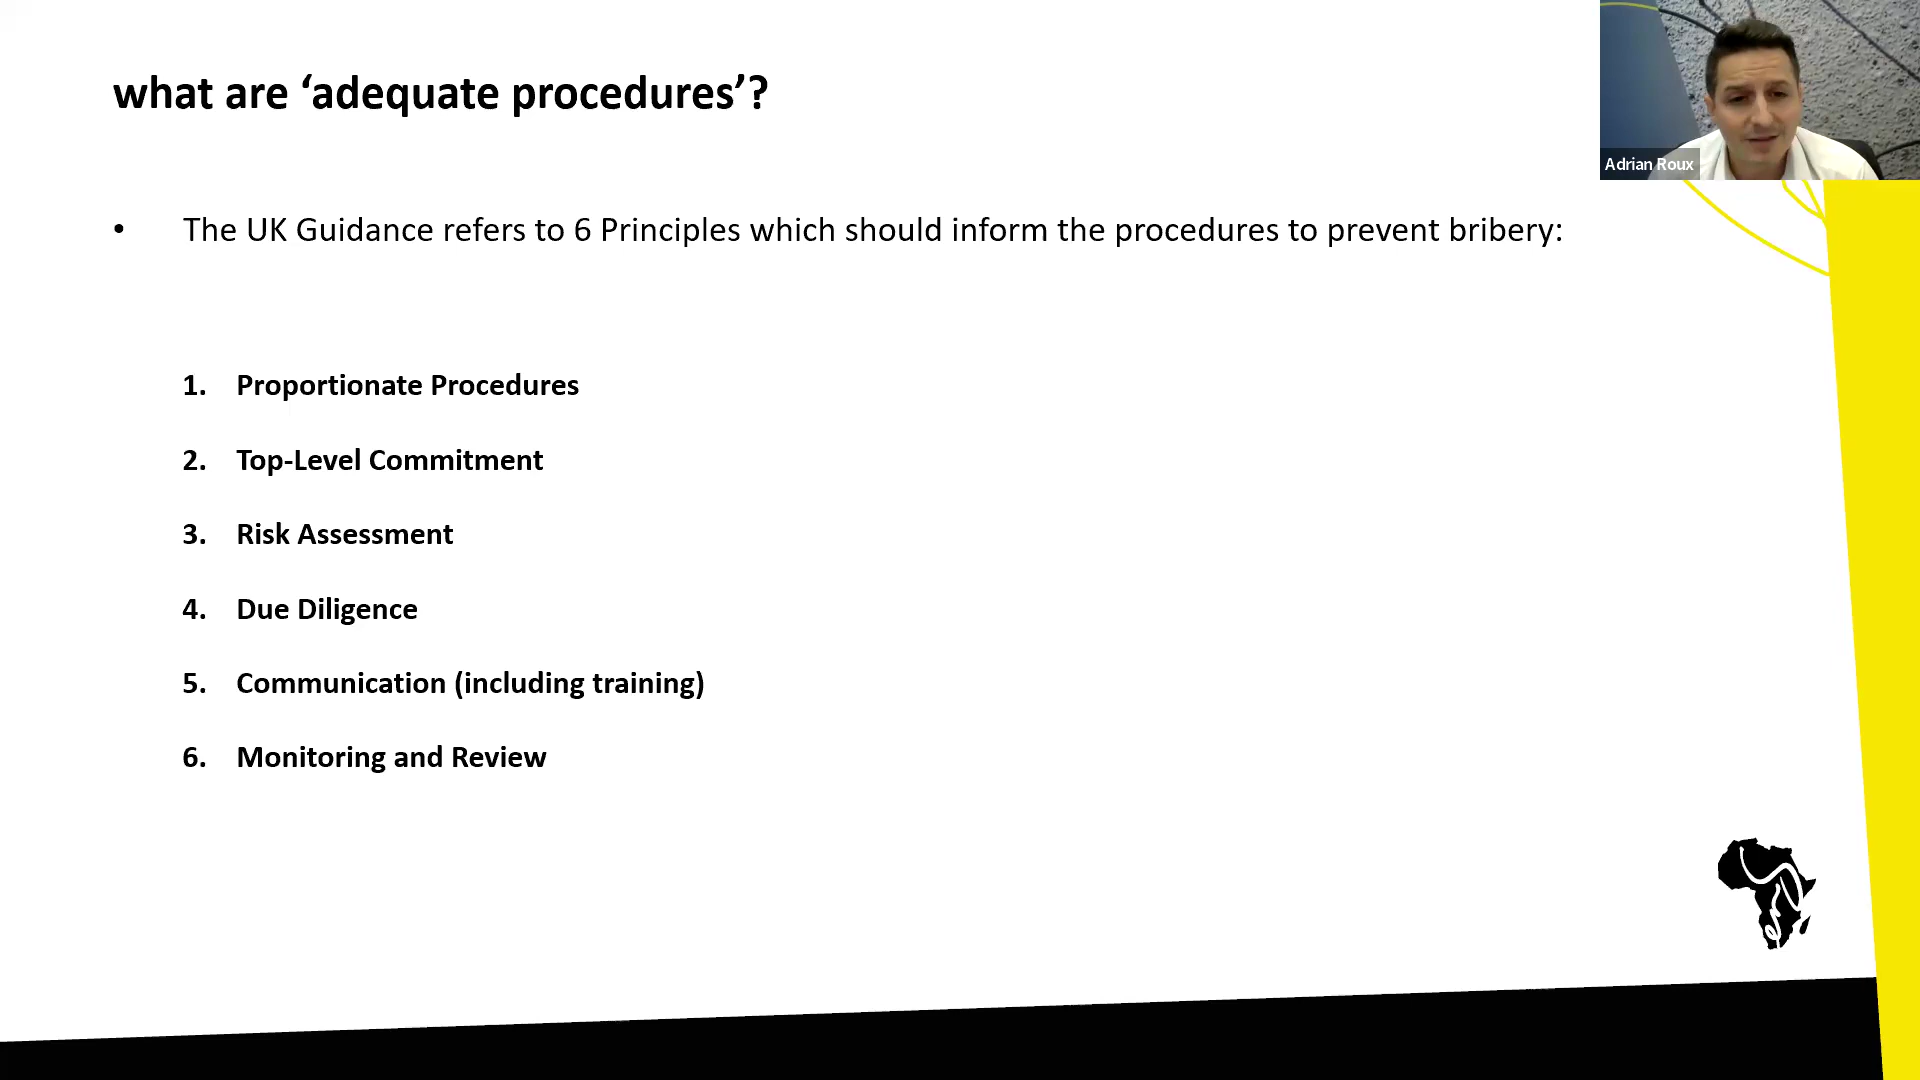 what are ‘adequate procedures’?
Adrian Roux
• The UK Guidance refers to 6 Principles which should inform the procedures to prevent bribery:
1. Proportionate Procedures
2. Top-Level Commitment
3. Risk Assessment
4. Due Diligence
5. Communication (including training)
6. Monitoring and Review